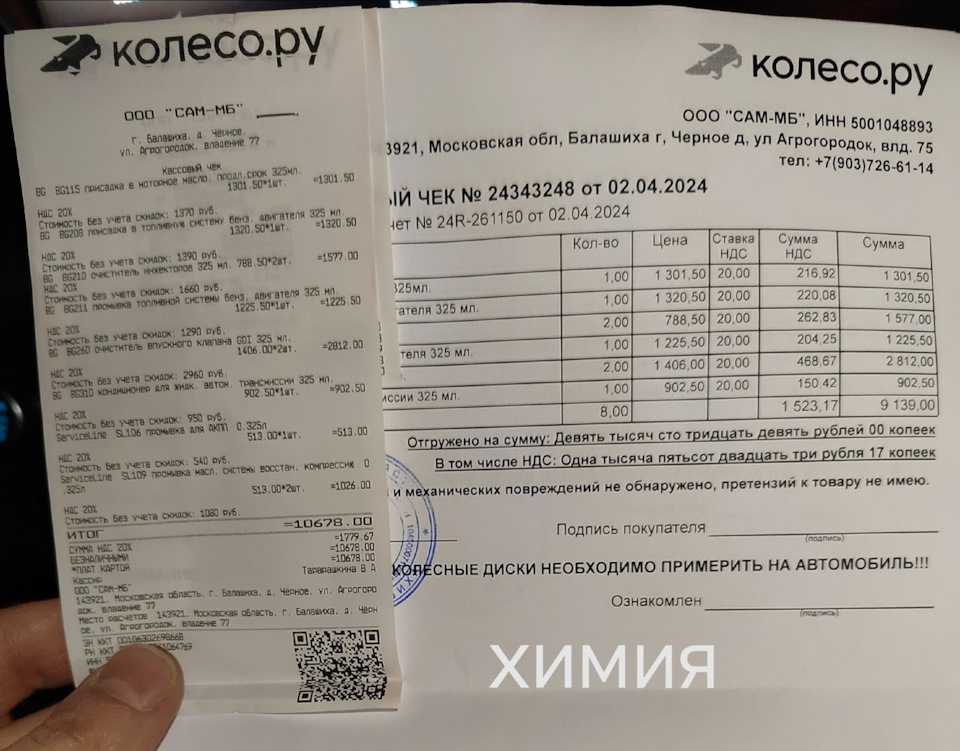 колесо.ру
ООО "САМ-МБ"
г. Балашиха, д. Чёрное,
ул. Агрогородок, владение 77
Кассовый чек
BG BG115 присадка в моторное масло, продл.срок 325мл.
1301.50*1шт. =1301.50
НДС 20%
Стоимость без учета скидок: 1370 руб.
BG BG208 присадка в топливную систему бенз. двигателя 325 мл.
1320.50*1шт. =1320.50
НДС 20%
Стоимость без учета скидок: 1390 руб.
BG BG210 очиститель инжекторов 325 мл. 788.50*2шт. =1577.00
НДС 20%
Стоимость без учета скидок: 1660 руб.
BG BG211 промывка топливной системы бенз. двигателя 325 мл.
1225.50*1шт. =1225.50
НДС 20%
Стоимость без учета скидок: 1290 руб.
BG BG260 очиститель впускного клапана GDI 325 мл.
1406.00*2шт. =2812.00
НДС 20%
Стоимость без учета скидок: 2960 руб.
BG BG310 кондиционер для жидк. автом. трансмиссии 325 мл.
902.50*1шт. =902.50
НДС 20%
Стоимость без учета скидок: 950 руб.
ServiceLine SL106 промывка для АКПП 0.325л
513.00*1шт. =513.00
НДС 20%
Стоимость без учета скидок: 540 руб.
ServiceLine SL109 промывка масл. системы восстан. компрессию 0
.325л
513.00*2шт. =1026.00
НДС 20%
Стоимость без учета скидок: 1080 руб.
ИТОГ =10678.00
СУММА НДС 20% =1779.67
БЕЗНАЛИЧНЫМИ =10678.00
*ПЛАТ.КАРТОЙ =10678.00
Кассир Тарарашкина В А
ООО "САМ-МБ"
143921, Московская область, г. Балашиха, д. Чёрное, ул. Агрогоро
док, владение 77
Место расчетов 143921, Московская область, г. Балашиха, д. Чёрн
ое, ул. Агрогородок, владение 77
ЗН ККТ 00106302698668
РН ККТ
ИНН
колесо.ру
ООО "САМ-МБ", ИНН 5001048893
3921, Московская обл, Балашиха г, Черное д, ул Агрогородок, влд. 75
тел: +7(903)726-61-14
ЫЙ ЧЕК № 24343248 от 02.04.2024
чет № 24R-261150 от 02.04.2024
Кол-во Цена Ставка НДС Сумма НДС Сумма
325мл. 1,00 1 301,50 20,00 216,92 1 301,50
гателя 325 мл. 1,00 1 320,50 20,00 220,08 1 320,50
2,00 788,50 20,00 262,83 1 577,00
теля 325 мл. 1,00 1 225,50 20,00 204,25 1 225,50
2,00 1 406,00 20,00 468,67 2 812,00
иссии 325 мл. 1,00 902,50 20,00 150,42 902,50
8,00 1 523,17 9 139,00
Отгружено на сумму: Девять тысяч сто тридцать девять рублей 00 копеек
В том числе НДС: Одна тысяча пятьсот двадцать три рубля 17 копеек
и механических повреждений не обнаружено, претензий к товару не имею.
Подпись покупателя
(подпись)
КОЛЕСНЫЕ ДИСКИ НЕОБХОДИМО ПРИМЕРИТЬ НА АВТОМОБИЛЬ!!!
Ознакомлен
(подпись)
ХИМИЯ